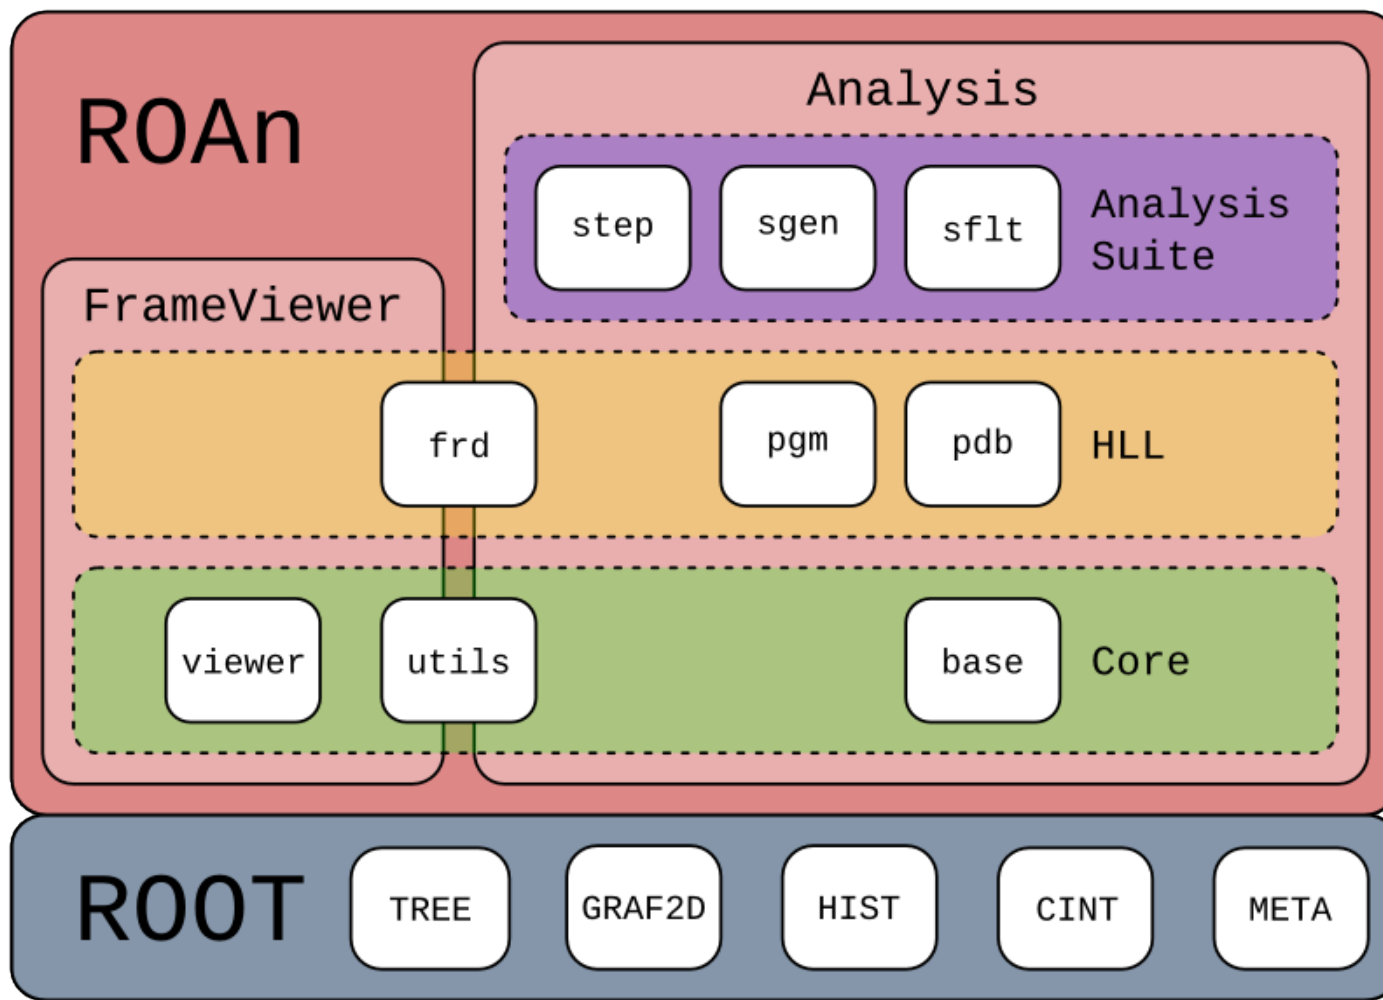 ROAn
Analysis
step
sgen
sflt
Analysis
Suite
FrameViewer
frd
pgm
pdb
HLL
viewer
utils
base
Core
ROOT
TREE
GRAF2D
HIST
CINT
META